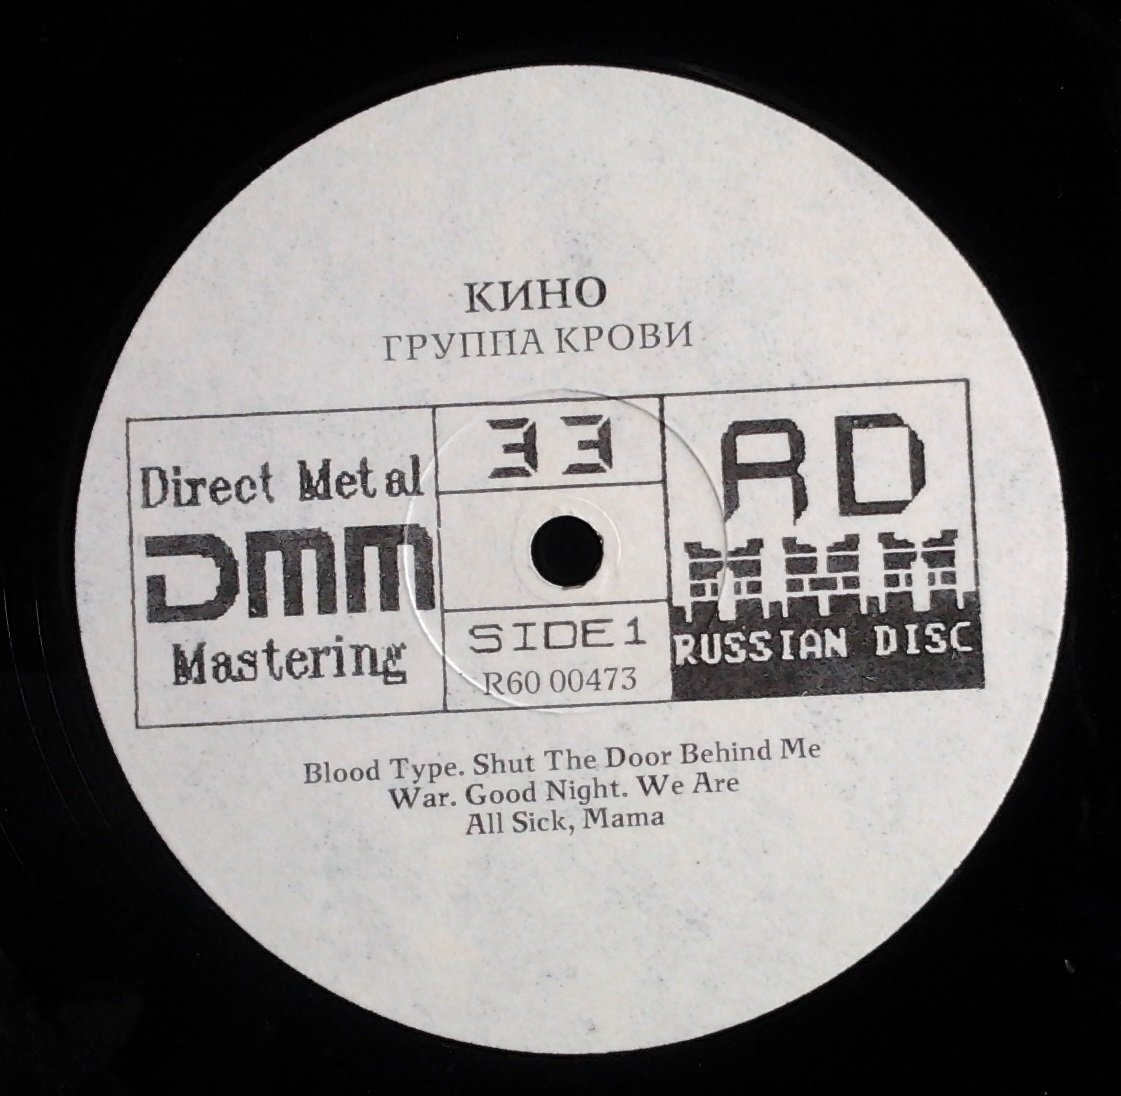 КИНО
ГРУППА КРОВИ
Direct Metal
DMM
Mastering
33
SIDE 1
R60 00473
RD
RUSSIAN DISC
Blood Type. Shut The Door Behind Me
War. Good Night. We Are
All Sick, Mama